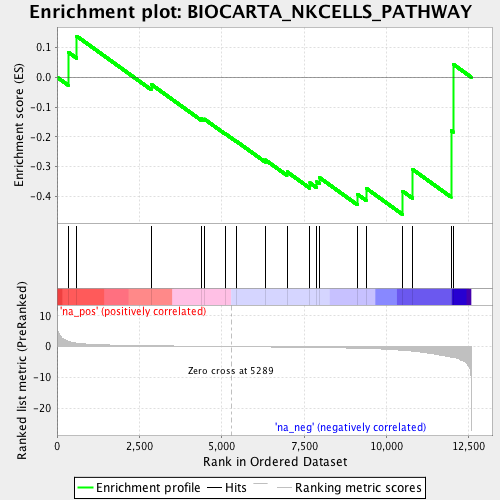 Enrichment plot: BIOCARTA_NKCELLS_PATHWAY
Enrichment score (ES)
0.1
0.0
-0.1
-0.2
-0.3
-0.4
'na_pos' (positively correlated)
Ranked list metric (PreRanked)
10
5
0
-10
-20
Zero cross at 5289
'na_neg' (negatively correlated)
0
2,500
5,000
7,500
10,000
12,500
Rank in Ordered Dataset
Enrichment profile
Hits
Ranking metric scores